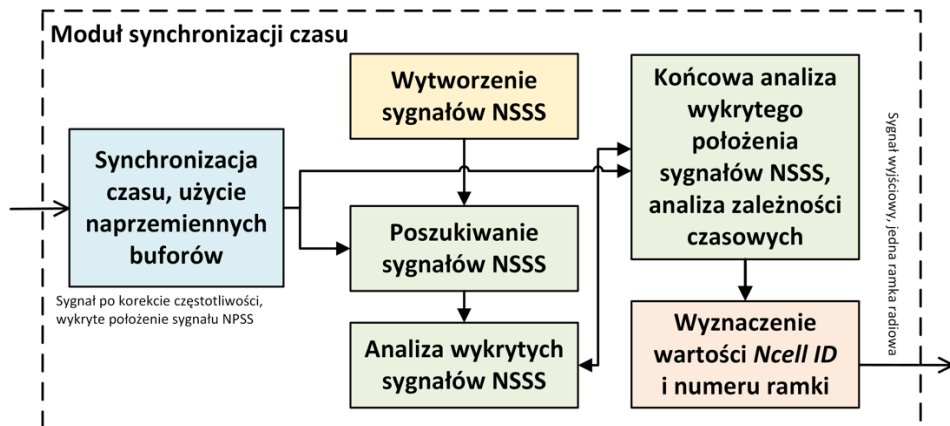 Moduł synchronizacji czasu
Synchronizacja
czasu, użycie
naprzemiennych
buforów
Sygnał po korekcie częstotliwości,
wykryte położenie sygnału NPSS
Wytworzenie
sygnałów NSSS
Poszukiwanie
sygnałów NSSS
Analiza wykrytych
sygnałów NSSS
Końcowa analiza
wykrytego
położenia
sygnałów NSSS,
analiza zależności
czasowych
Wyznaczenie
wartości Ncell ID
i numeru ramki
Sygnał wyjściowy, jedna ramka radiowa